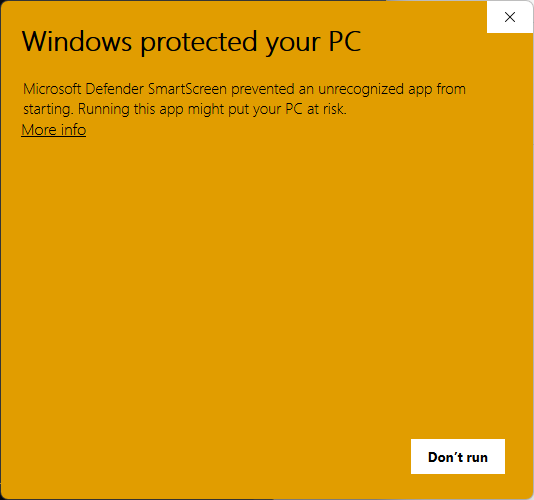 Windows protected your PC
Microsoft Defender SmartScreen prevented an unrecognized app from
starting. Running this app might put your PC at risk.
More info
Don’t run